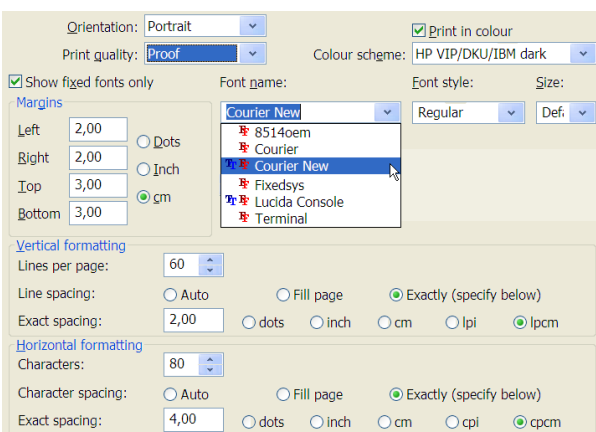 Orientation: Portrait
Print in colour
Print quality: Proof
Colour scheme: HP VIP/DKU/IBM dark
Show fixed fonts only
Font name:
Font style:
Size:
Margins
Courier New
Regular
Left 2,00
8514oem
Dots
Courier
Right 2,00
Courier New
Inch
Top 3,00
Fixedsys
cm
Lucida Console
Bottom 3,00
Terminal
Vertical formatting
Lines per page: 60
Line spacing: Auto Fill page Exactly (specify below)
Exact spacing: 2,00 dots inch cm lpi lpcm
Horizontal formatting
Characters: 80
Character spacing: Auto Fill page Exactly (specify below)
Exact spacing: 4,00 dots inch cm cpi cpcm